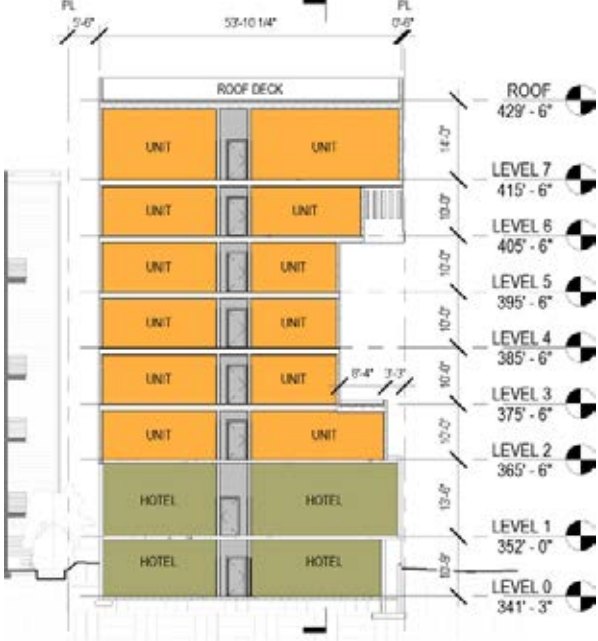 PL
PL
5'-6"
53'-10 1/4"
0'-6"
ROOF DECK
ROOF
429' - 6"
UNIT
UNIT
14'-0"
LEVEL 7
415' - 6"
UNIT
UNIT
10'-0"
LEVEL 6
405' - 6"
UNIT
UNIT
10'-0"
LEVEL 5
395' - 6"
UNIT
UNIT
10'-0"
LEVEL 4
385' - 6"
UNIT
UNIT
8'-4"
3'-3"
10'-0"
LEVEL 3
375' - 6"
UNIT
UNIT
10'-0"
LEVEL 2
365' - 6"
HOTEL
HOTEL
13'-6"
LEVEL 1
352' - 0"
HOTEL
HOTEL
10'-9"
LEVEL 0
341' - 3"